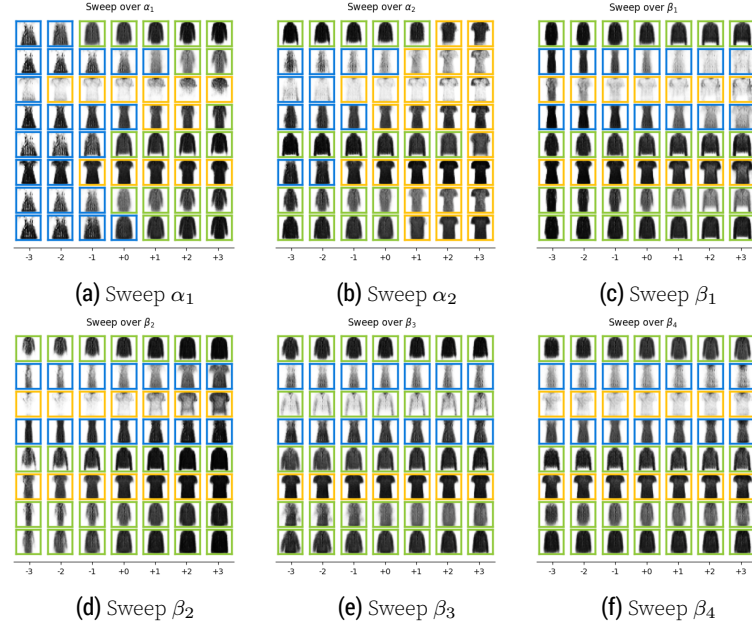 Sweep over α₁
Sweep over α₂
Sweep over β₁
-3 -2 -1 +0 +1 +2 +3
-3 -2 -1 +0 +1 +2 +3
-3 -2 -1 +0 +1 +2 +3
(a) Sweep α₁
(b) Sweep α₂
(c) Sweep β₁
Sweep over β₂
Sweep over β₃
Sweep over β₄
-3 -2 -1 +0 +1 +2 +3
-3 -2 -1 +0 +1 +2 +3
-3 -2 -1 +0 +1 +2 +3
(d) Sweep β₂
(e) Sweep β₃
(f) Sweep β₄